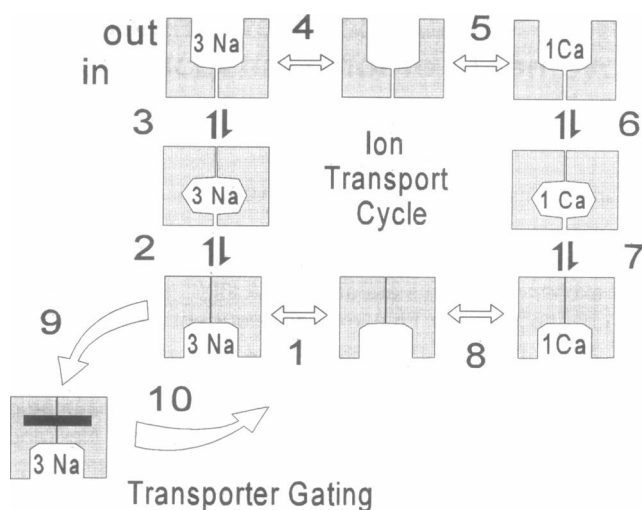 out
in
3 Na
4
5
1Ca
3
6
Ion
Transport
Cycle
3 Na
1 Ca
2
7
9
3 Na
1
8
1Ca
10
3 Na
Transporter Gating